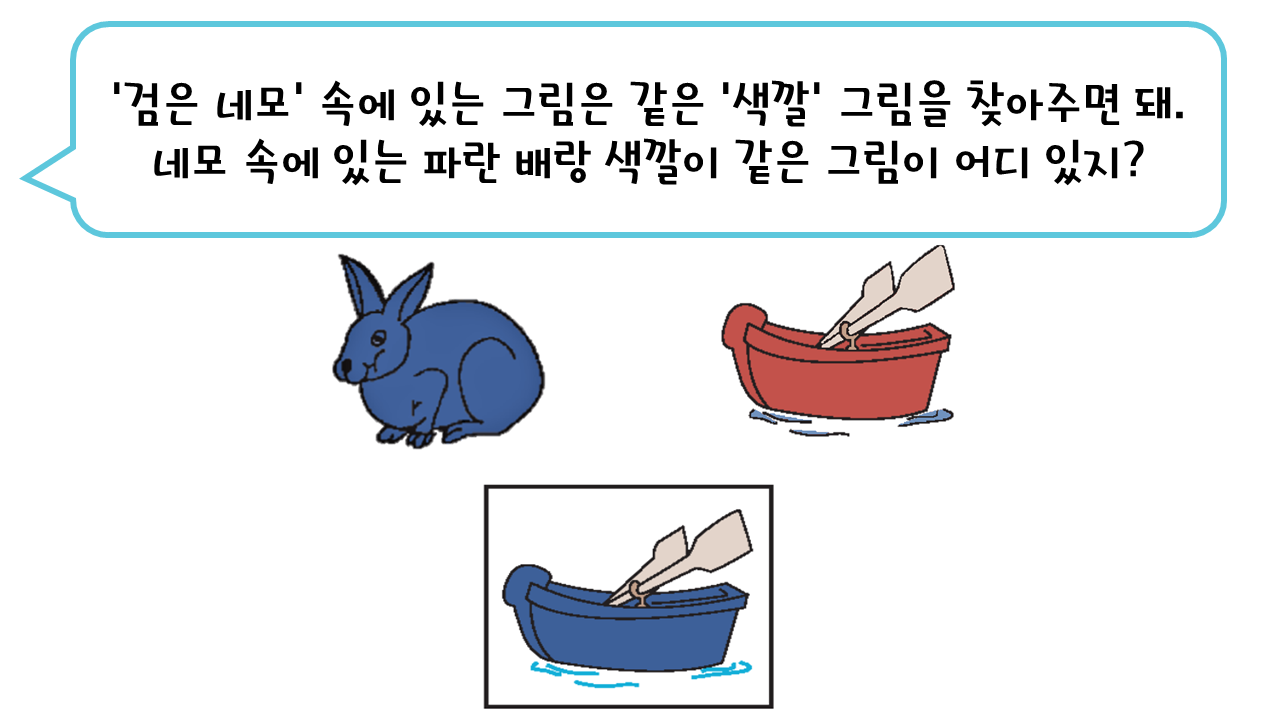 '검은 네모' 속에 있는 그림은 같은 '색깔' 그림을 찾아주면 돼.
네모 속에 있는 파란 배랑 색깔이 같은 그림이 어디 있지?